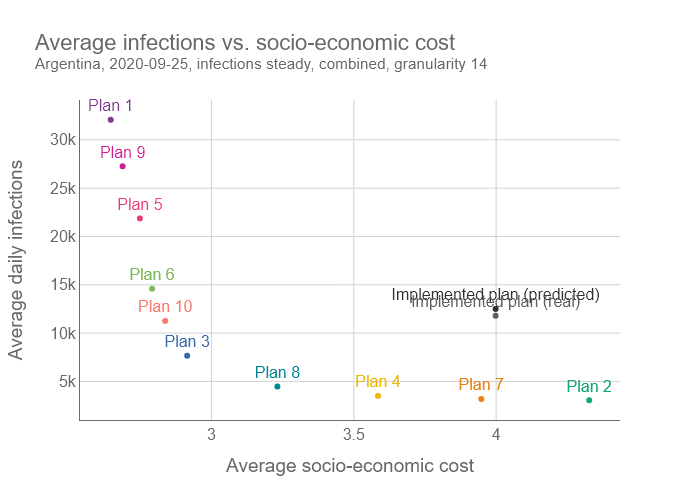 Average infections vs. socio-economic cost
Argentina, 2020-09-25, infections steady, combined, granularity 14
Average daily infections
30k
25k
20k
15k
10k
5k
Plan 1
Plan 9
Plan 5
Plan 6
Plan 10
Plan 3
Plan 8
Plan 4
Plan 7
Plan 2
Implemented plan (predicted)
Implemented plan (real)
3
3.5
4
Average socio-economic cost